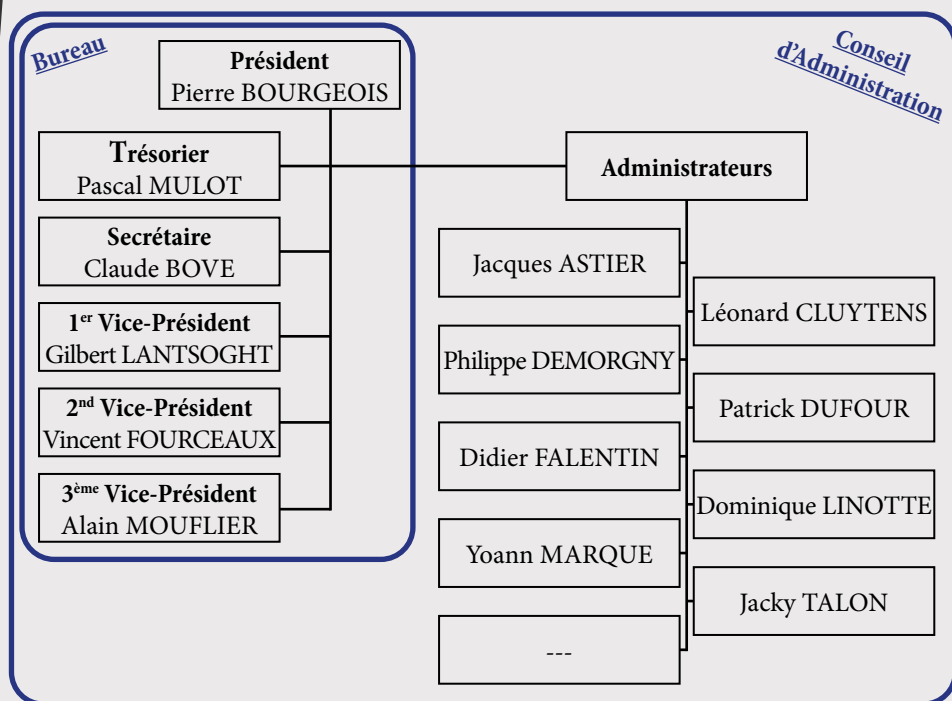 Bureau
Conseil
d'Administration
Président
Pierre BOURGEOIS
Trésorier
Pascal MULOT
Secrétaire
Claude BOVE
1er Vice-Président
Gilbert LANTSOGHT
2nd Vice-Président
Vincent FOURCEAUX
3ème Vice-Président
Alain MOUFLIER
Administrateurs
Jacques ASTIER
Léonard CLUYTENS
Philippe DEMORGNY
Patrick DUFOUR
Didier FALENTIN
Dominique LINOTTE
Yoann MARQUE
Jacky TALON
---